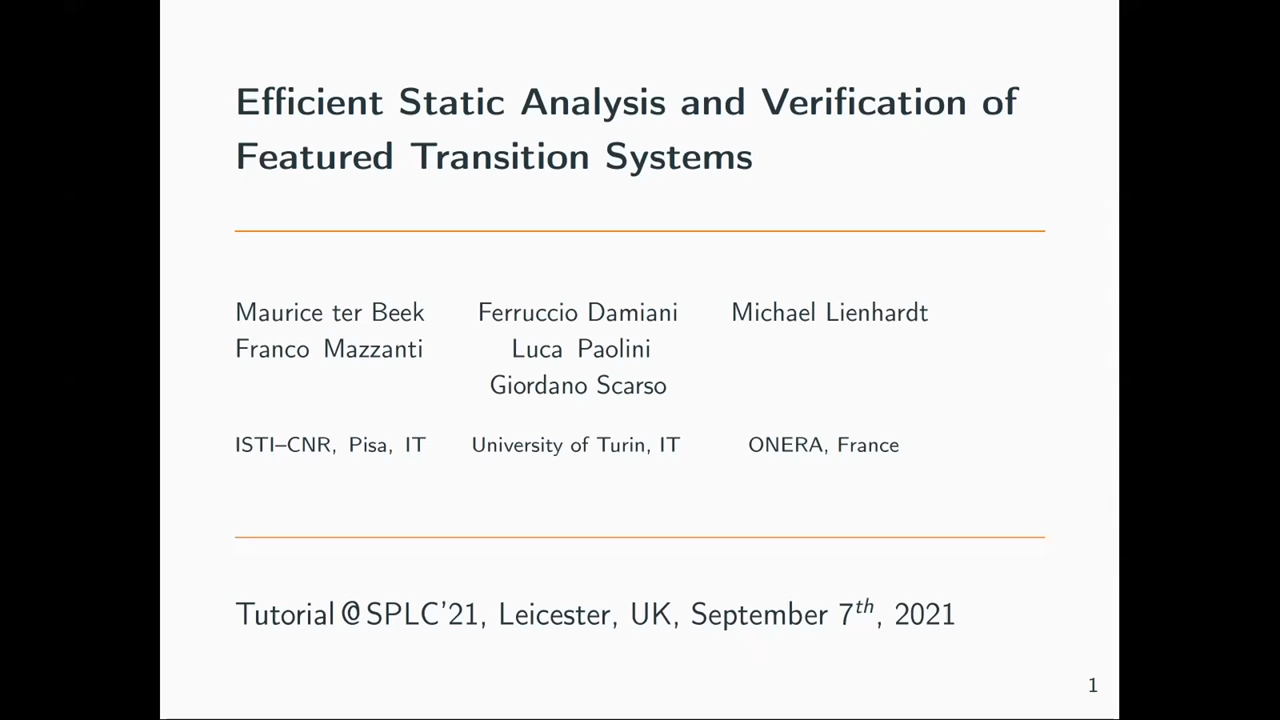 Efficient Static Analysis and Verification of
Featured Transition Systems
Maurice ter Beek Ferruccio Damiani Michael Lienhardt
Franco Mazzanti Luca Paolini
Giordano Scarso
ISTI–CNR, Pisa, IT University of Turin, IT ONERA, France
Tutorial@SPLC'21, Leicester, UK, September 7th, 2021
1